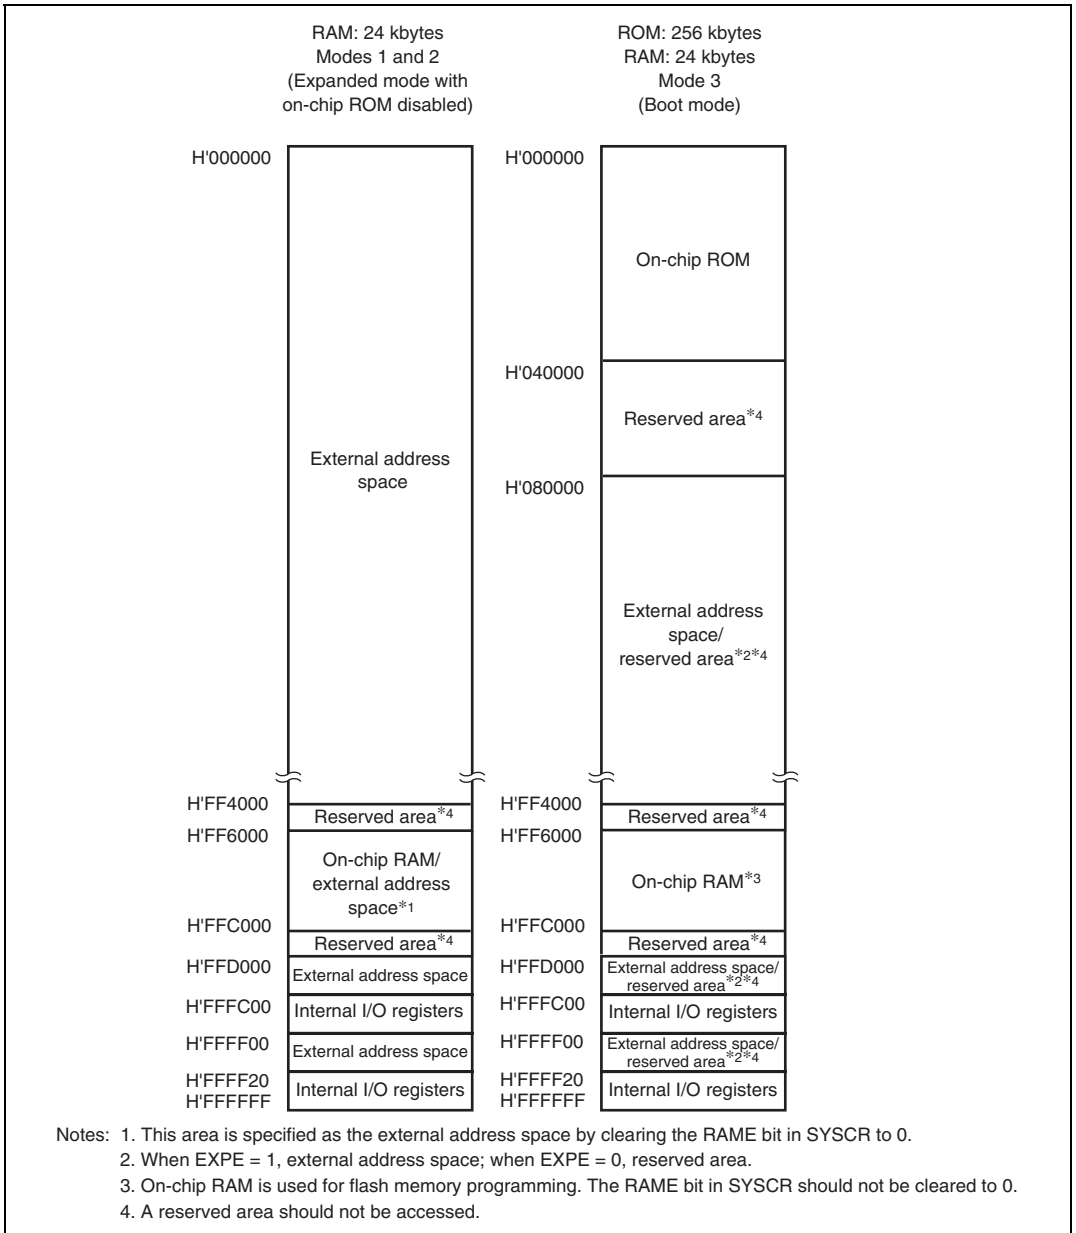 RAM: 24 kbytes
Modes 1 and 2
(Expanded mode with
on-chip ROM disabled)
H'000000
External address
space
H'FF4000
Reserved area*4
H'FF6000
On-chip RAM/
external address
space*1
H'FFC000
Reserved area*4
H'FFD000
External address space
H'FFFC00
Internal I/O registers
H'FFFF00
External address space
H'FFFF20
Internal I/O registers
H'FFFFFF
ROM: 256 kbytes
RAM: 24 kbytes
Mode 3
(Boot mode)
H'000000
On-chip ROM
H'040000
Reserved area*4
H'080000
External address
space/
reserved area*2*4
H'FF4000
Reserved area*4
H'FF6000
On-chip RAM*3
H'FFC000
Reserved area*4
H'FFD000
External address space/
reserved area*2*4
H'FFFC00
Internal I/O registers
H'FFFF00
External address space/
reserved area*2*4
H'FFFF20
Internal I/O registers
H'FFFFFF
Notes: 1. This area is specified as the external address space by clearing the RAME bit in SYSCR to 0.
2. When EXPE = 1, external address space; when EXPE = 0, reserved area.
3. On-chip RAM is used for flash memory programming. The RAME bit in SYSCR should not be cleared to 0.
4. A reserved area should not be accessed.